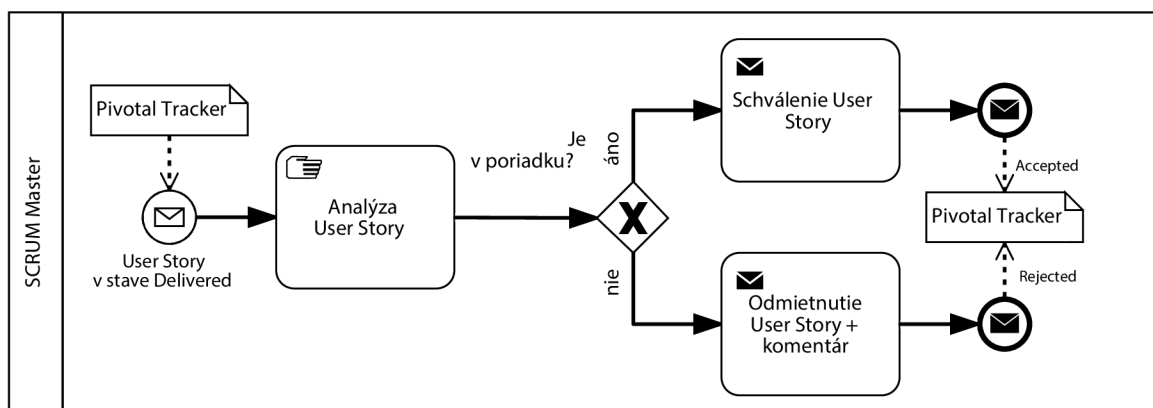 SCRUM Master
Pivotal Tracker
User Story
v stave Delivered
Analýza
User Story
Je
v poriadku?
áno
nie
Schválenie User
Story
Odmietnutie
User Story +
komentár
Accepted
Pivotal Tracker
Rejected